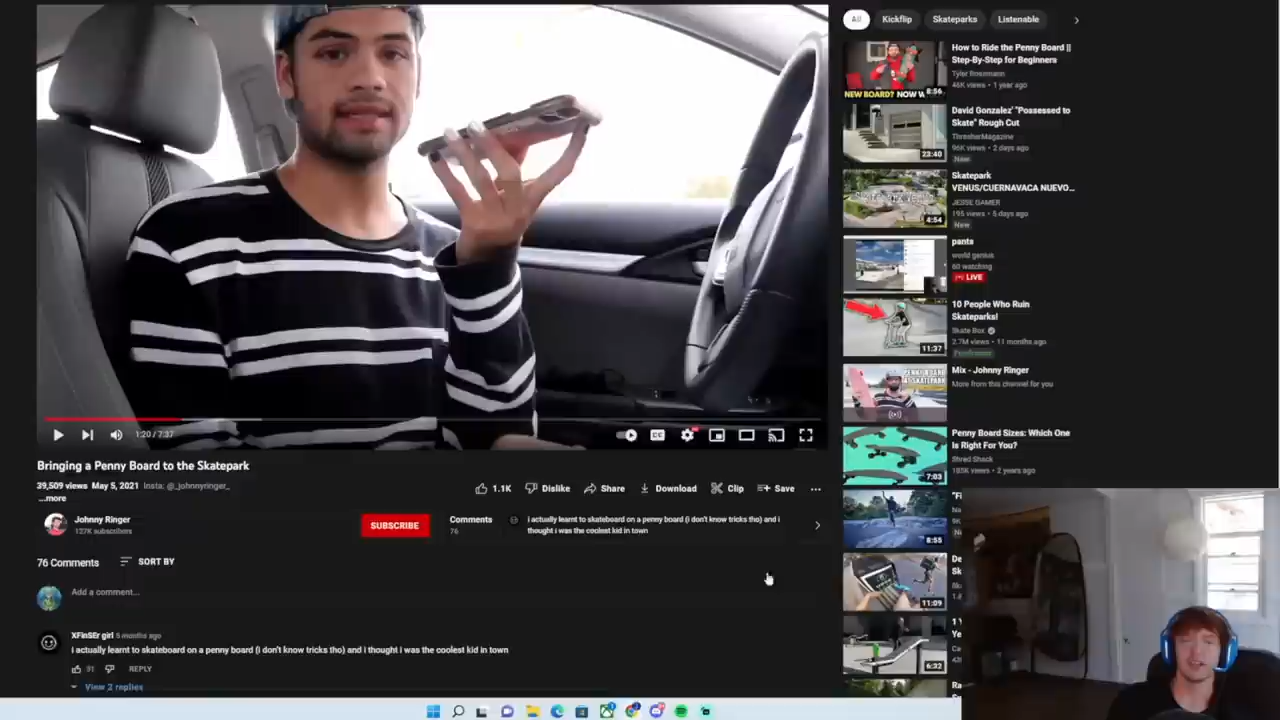 1:20 / 7:37
Bringing a Penny Board to the Skatepark
39,509 views May 5, 2021 Insta: @_johnnyringer_
...more
1.1K
Dislike
Share
Download
Clip
Save
Johnny Ringer
127K subscribers
SUBSCRIBE
Comments
76
i actually learnt to skateboard on a penny board (i don't know tricks tho) and i
thought i was the coolest kid in town
76 Comments
SORT BY
Add a comment...
XFinSEr girl 5 months ago
i actually learnt to skateboard on a penny board (i don't know tricks tho) and i thought i was the coolest kid in town
31
REPLY
View 2 replies
All
Kickflip
Skateparks
Listenable
NEW BOARD? NOW
8:56
How to Ride the Penny Board ||
Step-By-Step for Beginners
Tyler Rossmann
46K views • 1 year ago
23:40
David Gonzalez' "Possessed to
Skate" Rough Cut
ThrasherMagazine
96K views • 2 days ago
New
4:54
Skatepark
VENUS/CUERNAVACA NUEVO...
JESSE GAMER
195 views • 5 days ago
New
pants
world genius
60 watching
LIVE
11:37
10 People Who Ruin
Skateparks!
Skate Box
2.7M views • 11 months ago
PENNY BOARD
AT SKATEPARK
Mix - Johnny Ringer
More from this channel for you
7:03
Penny Board Sizes: Which One
Is Right For You?
Shred Shack
185K views • 2 years ago
8:55
11:09
6:32